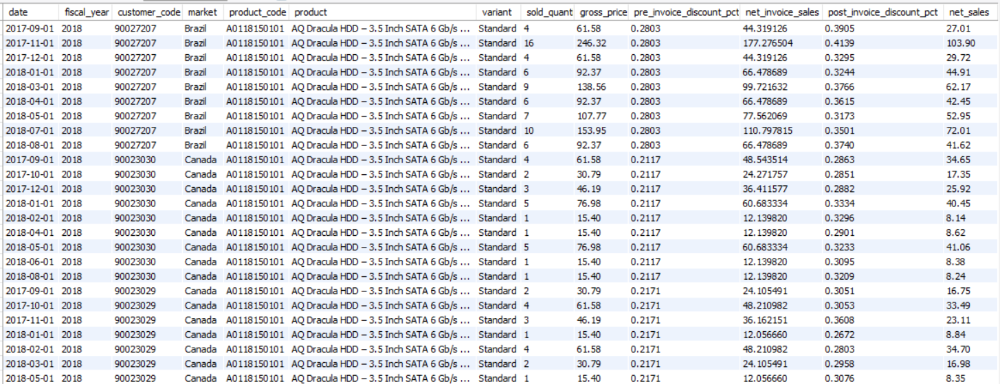 date fiscal_year customer_code market product_code product variant sold_quant gross_price pre_invoice_discount_pct net_invoice_sales post_invoice_discount_pct net_sales
2017-09-01 2018 90027207 Brazil A0118150101 AQ Dracula HDD – 3.5 Inch SATA 6 Gb/s ... Standard 4 61.58 0.2803 44.319126 0.3905 27.01
2017-11-01 2018 90027207 Brazil A0118150101 AQ Dracula HDD – 3.5 Inch SATA 6 Gb/s ... Standard 16 246.32 0.2803 177.276504 0.4139 103.90
2017-12-01 2018 90027207 Brazil A0118150101 AQ Dracula HDD – 3.5 Inch SATA 6 Gb/s ... Standard 4 61.58 0.2803 44.319126 0.3295 29.72
2018-01-01 2018 90027207 Brazil A0118150101 AQ Dracula HDD – 3.5 Inch SATA 6 Gb/s ... Standard 6 92.37 0.2803 66.478689 0.3244 44.91
2018-03-01 2018 90027207 Brazil A0118150101 AQ Dracula HDD – 3.5 Inch SATA 6 Gb/s ... Standard 9 138.56 0.2803 99.721632 0.3766 62.17
2018-04-01 2018 90027207 Brazil A0118150101 AQ Dracula HDD – 3.5 Inch SATA 6 Gb/s ... Standard 6 92.37 0.2803 66.478689 0.3615 42.45
2018-05-01 2018 90027207 Brazil A0118150101 AQ Dracula HDD – 3.5 Inch SATA 6 Gb/s ... Standard 7 107.77 0.2803 77.562069 0.3173 52.95
2018-07-01 2018 90027207 Brazil A0118150101 AQ Dracula HDD – 3.5 Inch SATA 6 Gb/s ... Standard 10 153.95 0.2803 110.797815 0.3501 72.01
2018-08-01 2018 90027207 Brazil A0118150101 AQ Dracula HDD – 3.5 Inch SATA 6 Gb/s ... Standard 6 92.37 0.2803 66.478689 0.3740 41.62
2017-09-01 2018 90023030 Canada A0118150101 AQ Dracula HDD – 3.5 Inch SATA 6 Gb/s ... Standard 4 61.58 0.2117 48.543514 0.2863 34.65
2017-10-01 2018 90023030 Canada A0118150101 AQ Dracula HDD – 3.5 Inch SATA 6 Gb/s ... Standard 2 30.79 0.2117 24.271757 0.2851 17.35
2017-12-01 2018 90023030 Canada A0118150101 AQ Dracula HDD – 3.5 Inch SATA 6 Gb/s ... Standard 3 46.19 0.2117 36.411577 0.2882 25.92
2018-01-01 2018 90023030 Canada A0118150101 AQ Dracula HDD – 3.5 Inch SATA 6 Gb/s ... Standard 5 76.98 0.2117 60.683334 0.3334 40.45
2018-02-01 2018 90023030 Canada A0118150101 AQ Dracula HDD – 3.5 Inch SATA 6 Gb/s ... Standard 1 15.40 0.2117 12.139820 0.3296 8.14
2018-04-01 2018 90023030 Canada A0118150101 AQ Dracula HDD – 3.5 Inch SATA 6 Gb/s ... Standard 1 15.40 0.2117 12.139820 0.2901 8.62
2018-05-01 2018 90023030 Canada A0118150101 AQ Dracula HDD – 3.5 Inch SATA 6 Gb/s ... Standard 5 76.98 0.2117 60.683334 0.3233 41.06
2018-06-01 2018 90023030 Canada A0118150101 AQ Dracula HDD – 3.5 Inch SATA 6 Gb/s ... Standard 1 15.40 0.2117 12.139820 0.3095 8.38
2018-08-01 2018 90023030 Canada A0118150101 AQ Dracula HDD – 3.5 Inch SATA 6 Gb/s ... Standard 1 15.40 0.2117 12.139820 0.3209 8.24
2017-09-01 2018 90023029 Canada A0118150101 AQ Dracula HDD – 3.5 Inch SATA 6 Gb/s ... Standard 2 30.79 0.2171 24.105491 0.3051 16.75
2017-10-01 2018 90023029 Canada A0118150101 AQ Dracula HDD – 3.5 Inch SATA 6 Gb/s ... Standard 4 61.58 0.2171 48.210982 0.3053 33.49
2017-11-01 2018 90023029 Canada A0118150101 AQ Dracula HDD – 3.5 Inch SATA 6 Gb/s ... Standard 3 46.19 0.2171 36.162151 0.3608 23.11
2018-01-01 2018 90023029 Canada A0118150101 AQ Dracula HDD – 3.5 Inch SATA 6 Gb/s ... Standard 1 15.40 0.2171 12.056660 0.2672 8.84
2018-02-01 2018 90023029 Canada A0118150101 AQ Dracula HDD – 3.5 Inch SATA 6 Gb/s ... Standard 4 61.58 0.2171 48.210982 0.2803 34.70
2018-03-01 2018 90023029 Canada A0118150101 AQ Dracula HDD – 3.5 Inch SATA 6 Gb/s ... Standard 2 30.79 0.2171 24.105491 0.2958 16.98
2018-05-01 2018 90023029 Canada A0118150101 AQ Dracula HDD – 3.5 Inch SATA 6 Gb/s ... Standard 1 15.40 0.2171 12.056660 0.3076 8.35